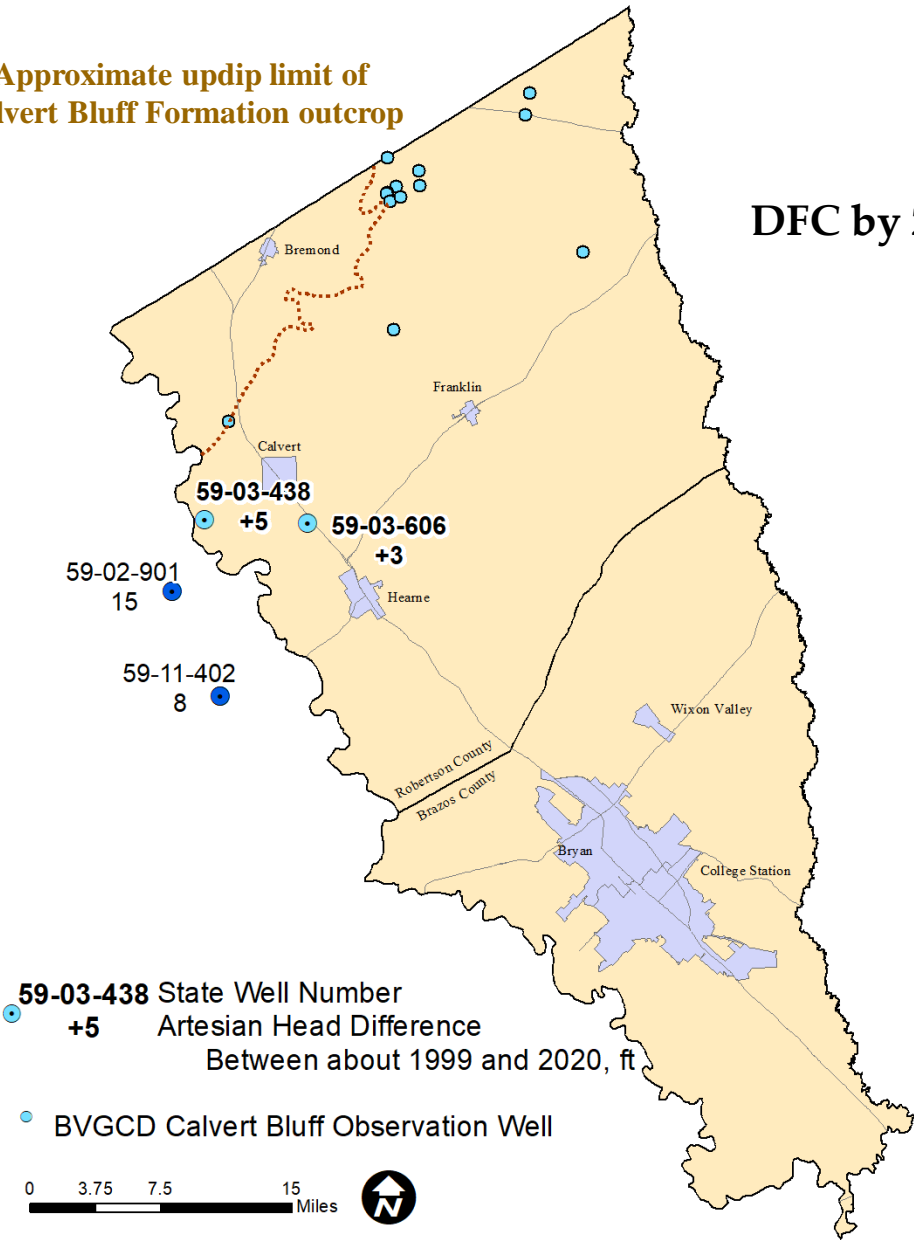 Approximate updip limit of
lvert Bluff Formation outcrop
DFC by
Bremond
Franklin
Calvert
59-03-438
+5
59-03-606
+3
59-02-901
15
Hearne
59-11-402
8
Wixon Valley
Robertson County
Brazos County
Bryan
College Station
59-03-438 State Well Number
+5 Artesian Head Difference
Between about 1999 and 2020, ft
BVGCD Calvert Bluff Observation Well
0 3.75 7.5 15
Miles
N